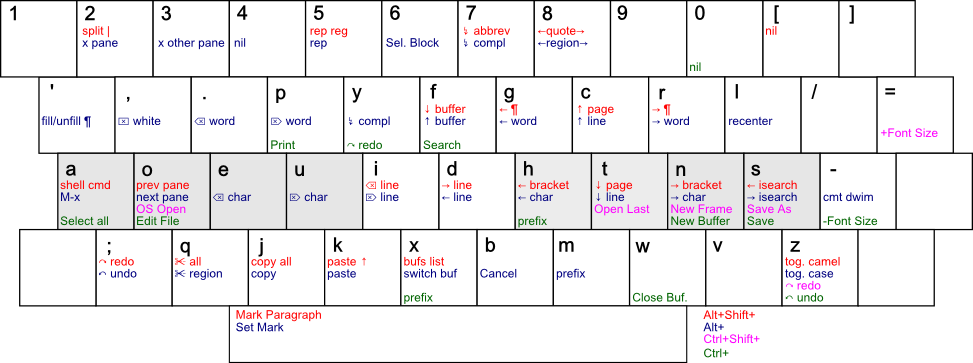 1
2
split |
x pane
3
x other pane
4
nil
5
rep reg
rep
6
Sel. Block
7
↯ abbrev
↯ compl
8
←quote→
←region→
9
0
nil
[
nil
]
'
fill/unfill ¶
,
⌦ white
.
⌫ word
p
⌦ word
Print
y
↯ compl
↷ redo
f
↓ buffer
↑ buffer
Search
g
← ¶
← word
c
↑ page
↑ line
r
→ ¶
→ word
l
recenter
/
=
+Font Size
a
shell cmd
M-x
Select all
o
prev pane
next pane
OS Open
Edit File
e
⌫ char
u
⌦ char
i
⌫ line
⌦ line
d
→ line
← line
h
← bracket
← char
prefix
t
↓ page
↓ line
Open Last
n
→ bracket
→ char
New Frame
New Buffer
s
← isearch
→ isearch
Save As
Save
-
cmt dwim
-Font Size
;
↷ redo
↶ undo
q
✂ all
✂ region
j
copy all
copy
k
paste ↑
paste
x
bufs list
switch buf
prefix
b
Cancel
m
prefix
w
Close Buf.
v
z
tog. camel
tog. case
↷ redo
↶ undo
Mark Paragraph
Set Mark
Alt+Shift+
Alt+
Ctrl+Shift+
Ctrl+